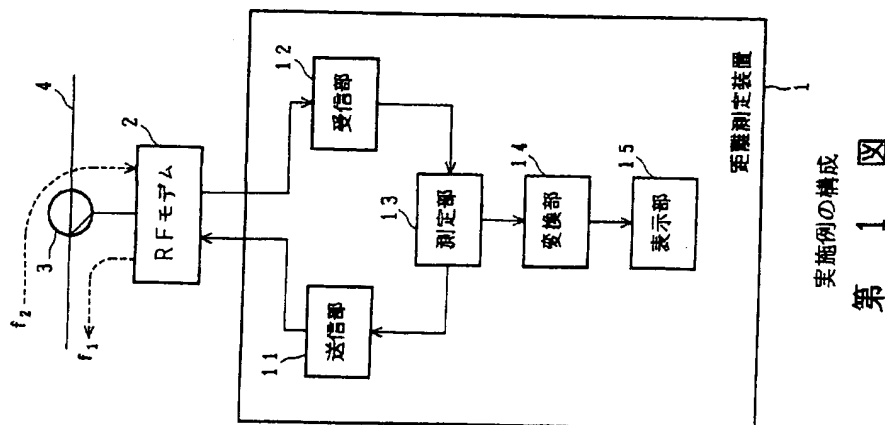 f₂
f₁
3
4
RFモデム
2
送信部
11
受信部
12
測定部
13
変換部
14
表示部
15
距離測定装置
1
実施例の構成
第 1 図